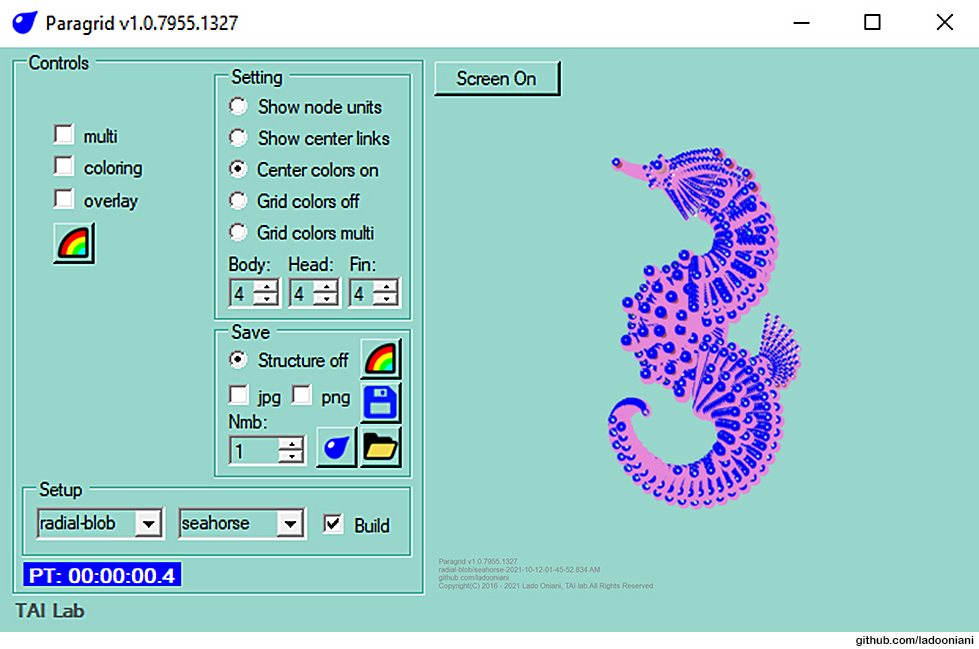 Paragrid v1.0.7955.1327
Controls
multi
coloring
overlay
Setting
Show node units
Show center links
Center colors on
Grid colors off
Grid colors multi
Body: Head: Fin:
4 4 4
Save
Structure off
jpg png
Nmb:
1
Setup
radial-blob seahorse Build
PT: 00:00:00.4
TAI Lab
Screen On
Paragrid v1.0.7955.1327
radial-blob/seahorse-2021-10-12-01-45-52.834 AM
github.com/ladooniani
Copyright(C) 2016 - 2021 Lado Oniani, TAI lab.All Rights Reserved
github.com/ladooniani